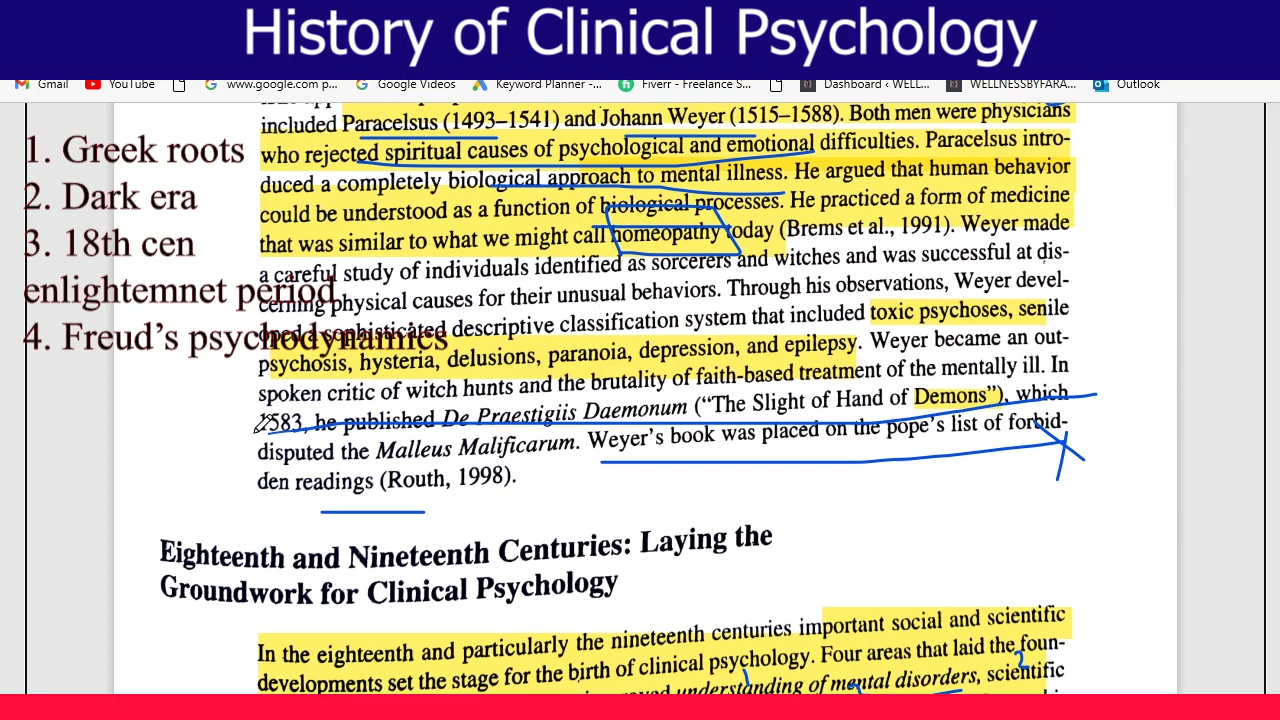 History of Clinical Psychology
Gmail YouTube www.google.com p... Google Videos Keyword Planner -... Fiverr - Freelance S... Dashboard ‹ WELL... WELLNESSBYFARA... Outlook
1. Greek roots
2. Dark era
3. 18th cen
enlightemnet period
4. Freud’s psychodynamics
included Paracelsus (1493–1541) and Johann Weyer (1515–1588). Both men were physicians
who rejected spiritual causes of psychological and emotional difficulties. Paracelsus intro-
duced a completely biological approach to mental illness. He argued that human behavior
could be understood as a function of biological processes. He practiced a form of medicine
that was similar to what we might call homeopathy today (Brems et al., 1991). Weyer made
a careful study of individuals identified as sorcerers and witches and was successful at dis-
cerning physical causes for their unusual behaviors. Through his observations, Weyer devel-
oped a sophisticated descriptive classification system that included toxic psychoses, senile
psychosis, hysteria, delusions, paranoia, depression, and epilepsy. Weyer became an out-
spoken critic of witch hunts and the brutality of faith-based treatment of the mentally ill. In
1583, he published De Praestigiis Daemonum (“The Slight of Hand of Demons”), which
disputed the Malleus Malificarum. Weyer’s book was placed on the pope’s list of forbid-
den readings (Routh, 1998).
Eighteenth and Nineteenth Centuries: Laying the
Groundwork for Clinical Psychology
In the eighteenth and particularly the nineteenth centuries important social and scientific
developments set the stage for the birth of clinical psychology. Four areas that laid the foun-
understanding of mental disorders, scientific